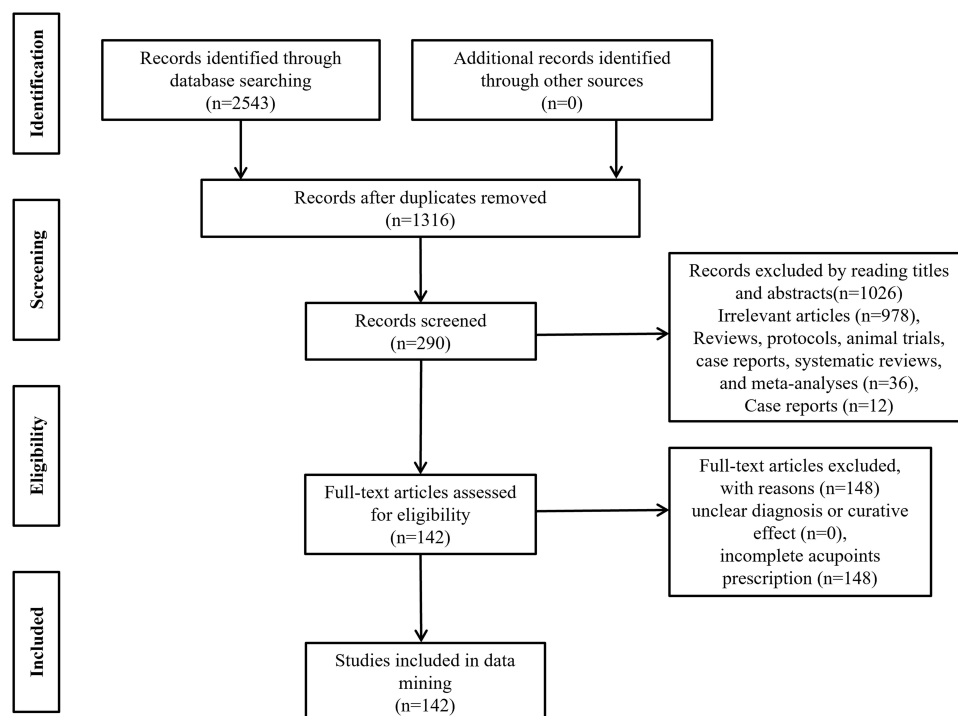 Identification
Records identified through
database searching
(n=2543)
Additional records identified
through other sources
(n=0)
Records after duplicates removed
(n=1316)
Screening
Records screened
(n=290)
Records excluded by reading titles
and abstracts(n=1026)
Irrelevant articles (n=978),
Reviews, protocols, animal trials,
case reports, systematic reviews,
and meta-analyses (n=36),
Case reports (n=12)
Eligibility
Full-text articles assessed
for eligibility
(n=142)
Full-text articles excluded,
with reasons (n=148)
unclear diagnosis or curative
effect (n=0),
incomplete acupoints
prescription (n=148)
Included
Studies included in data
mining
(n=142)